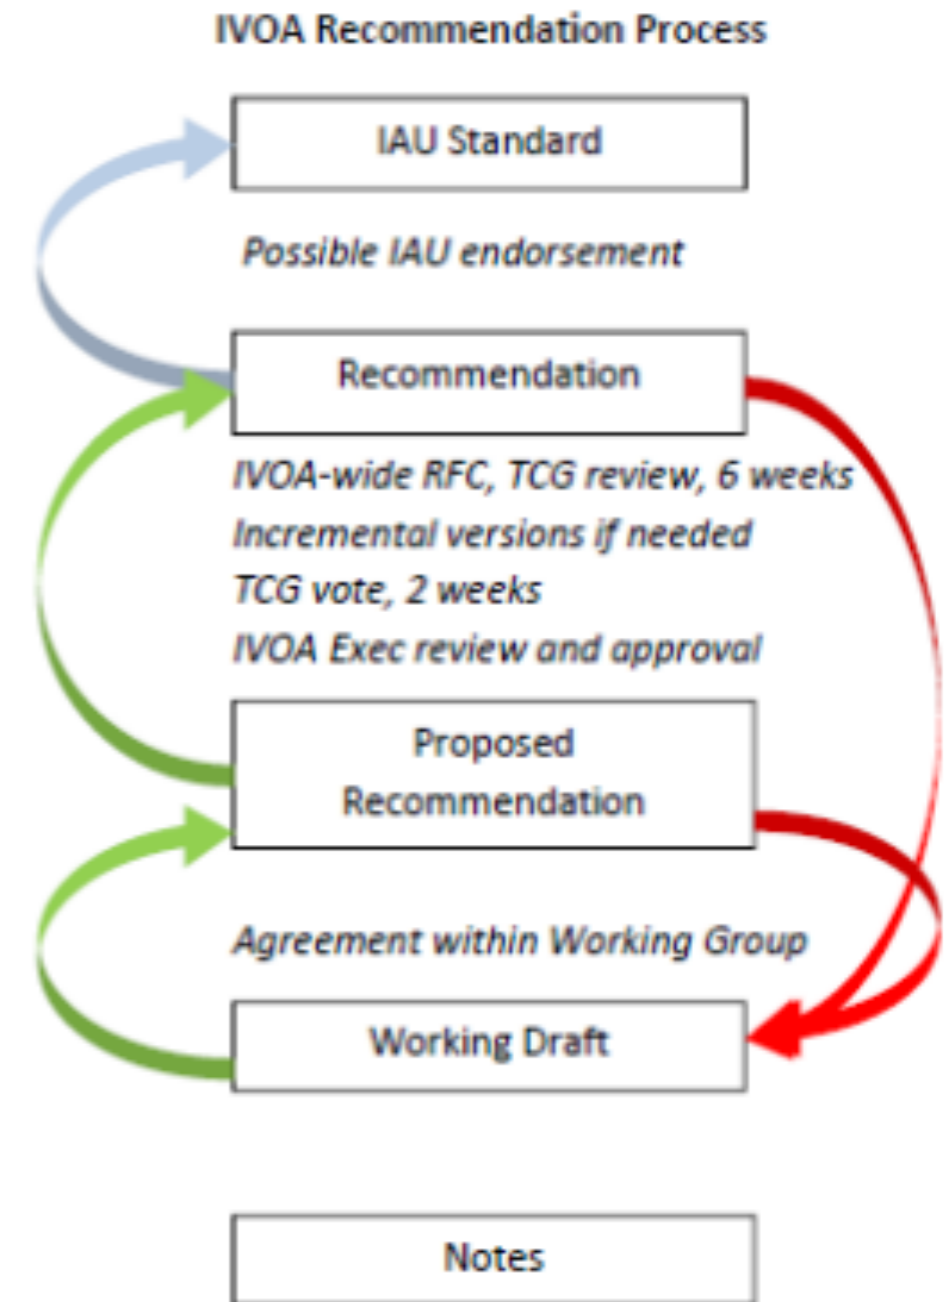 IVOA Recommendation Process
IAU Standard
Possible IAU endorsement
Recommendation
IVOA-wide RFC, TCG review, 6 weeks
Incremental versions if needed
TCG vote, 2 weeks
IVOA Exec review and approval
Proposed
Recommendation
Agreement within Working Group
Working Draft
Notes